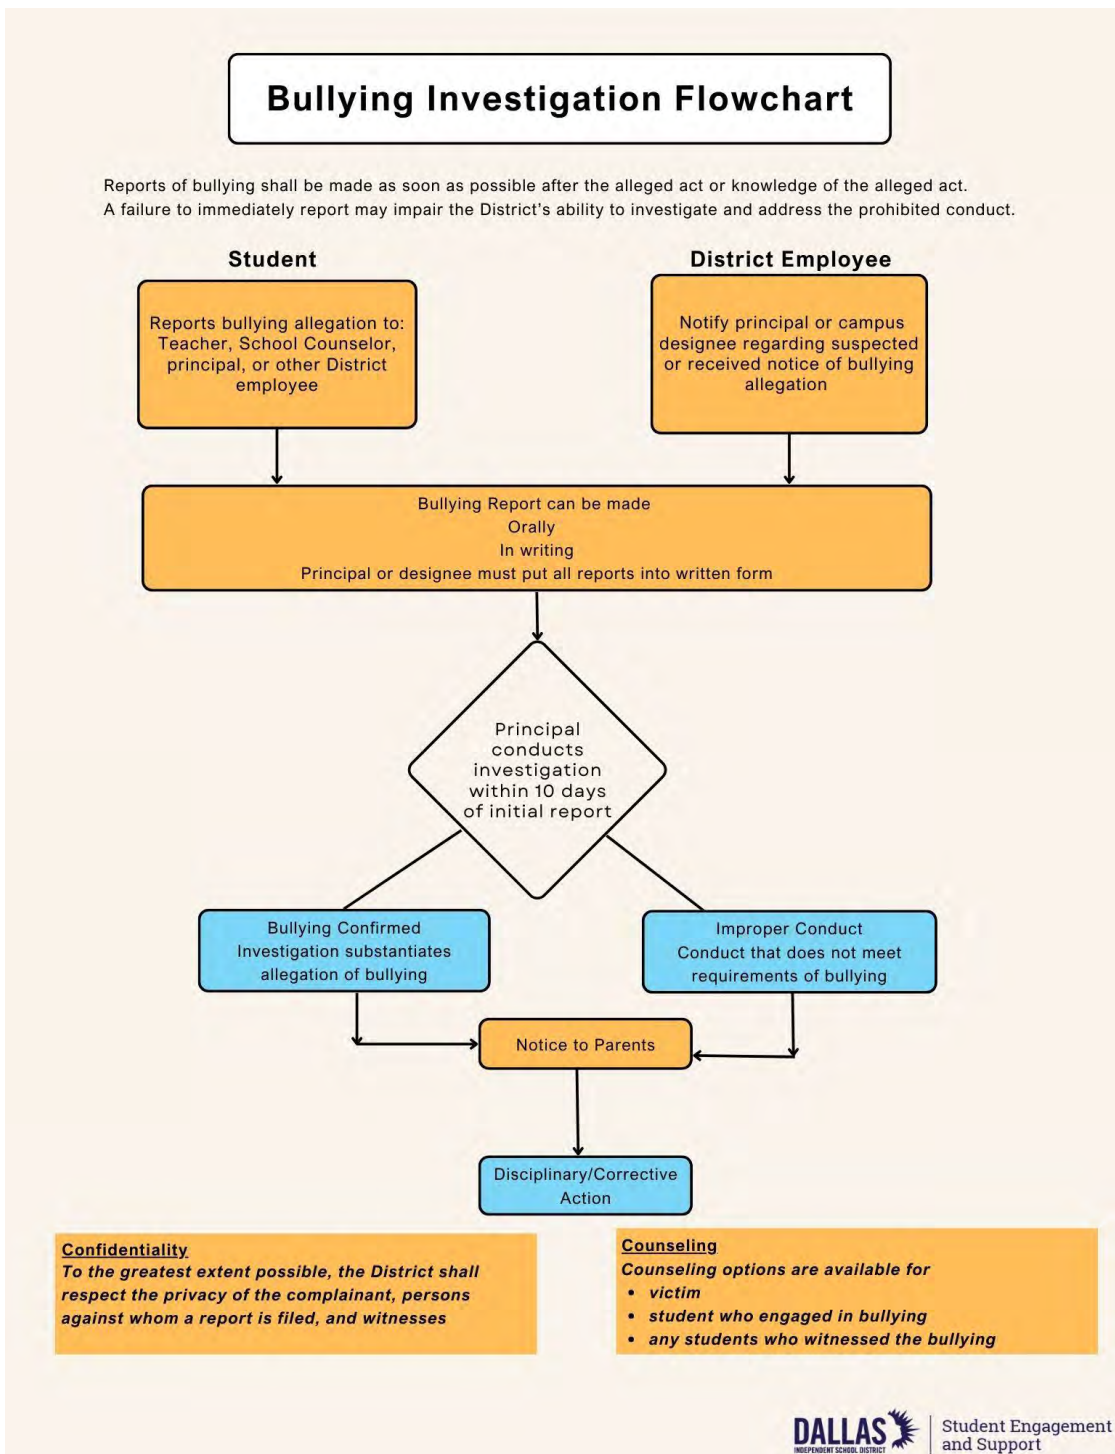 Bullying Investigation Flowchart
Reports of bullying shall be made as soon as possible after the alleged act or knowledge of the alleged act.
A failure to immediately report may impair the District's ability to investigate and address the prohibited conduct.
Student
Reports bullying allegation to:
Teacher, School Counselor,
principal, or other District
employee
District Employee
Notify principal or campus
designee regarding suspected
or received notice of bullying
allegation
Bullying Report can be made
Orally
In writing
Principal or designee must put all reports into written form
Principal
conducts
investigation
within 10 days
of initial report
Bullying Confirmed
Investigation substantiates
allegation of bullying
Improper Conduct
Conduct that does not meet
requirements of bullying
Notice to Parents
Disciplinary/Corrective
Action
Confidentiality
To the greatest extent possible, the District shall
respect the privacy of the complainant, persons
against whom a report is filed, and witnesses
Counseling
Counseling options are available for
• victim
• student who engaged in bullying
• any students who witnessed the bullying
DALLAS
INDEPENDENT SCHOOL DISTRICT
Student Engagement
and Support